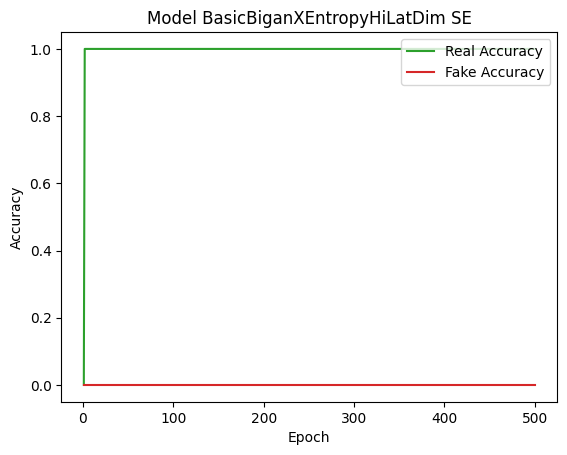 Model BasicBiganXEntropyHiLatDim SE
Real Accuracy
Fake Accuracy
1.0
0.8
0.6
0.4
0.2
0.0
Accuracy
0
100
200
300
400
500
Epoch